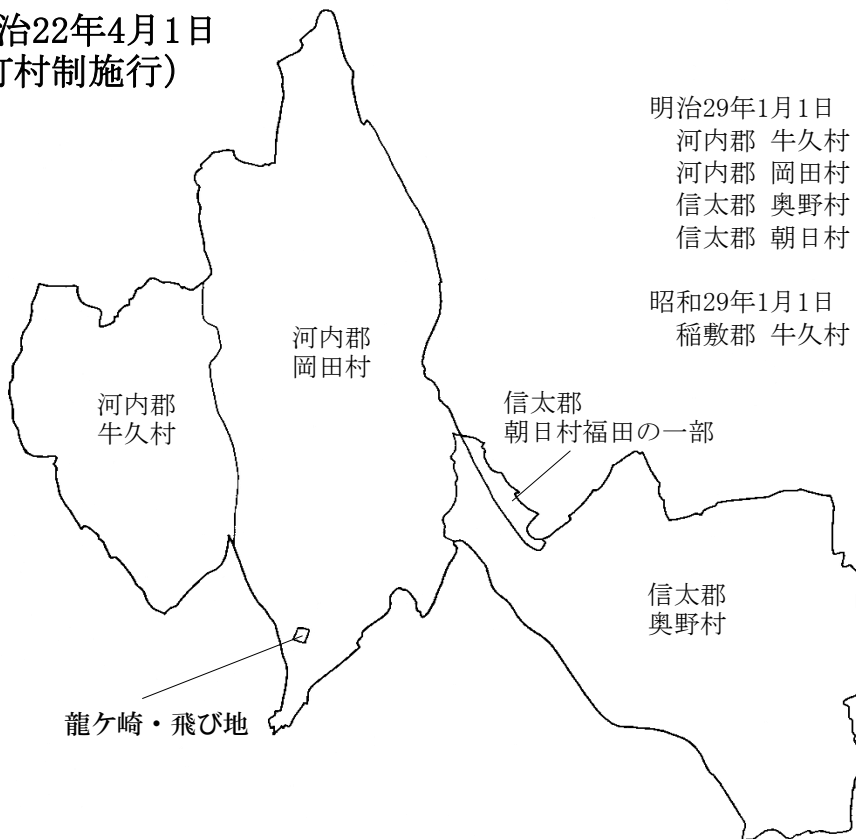 治22年4月1日
町村制施行）
明治29年1月1日
河内郡 牛久村
河内郡 岡田村
信太郡 奥野村
信太郡 朝日村
昭和29年1月1日
稲敷郡 牛久村
河内郡
岡田村
河内郡
牛久村
信太郡
朝日村福田の一部
信太郡
奥野村
龍ケ崎・飛び地